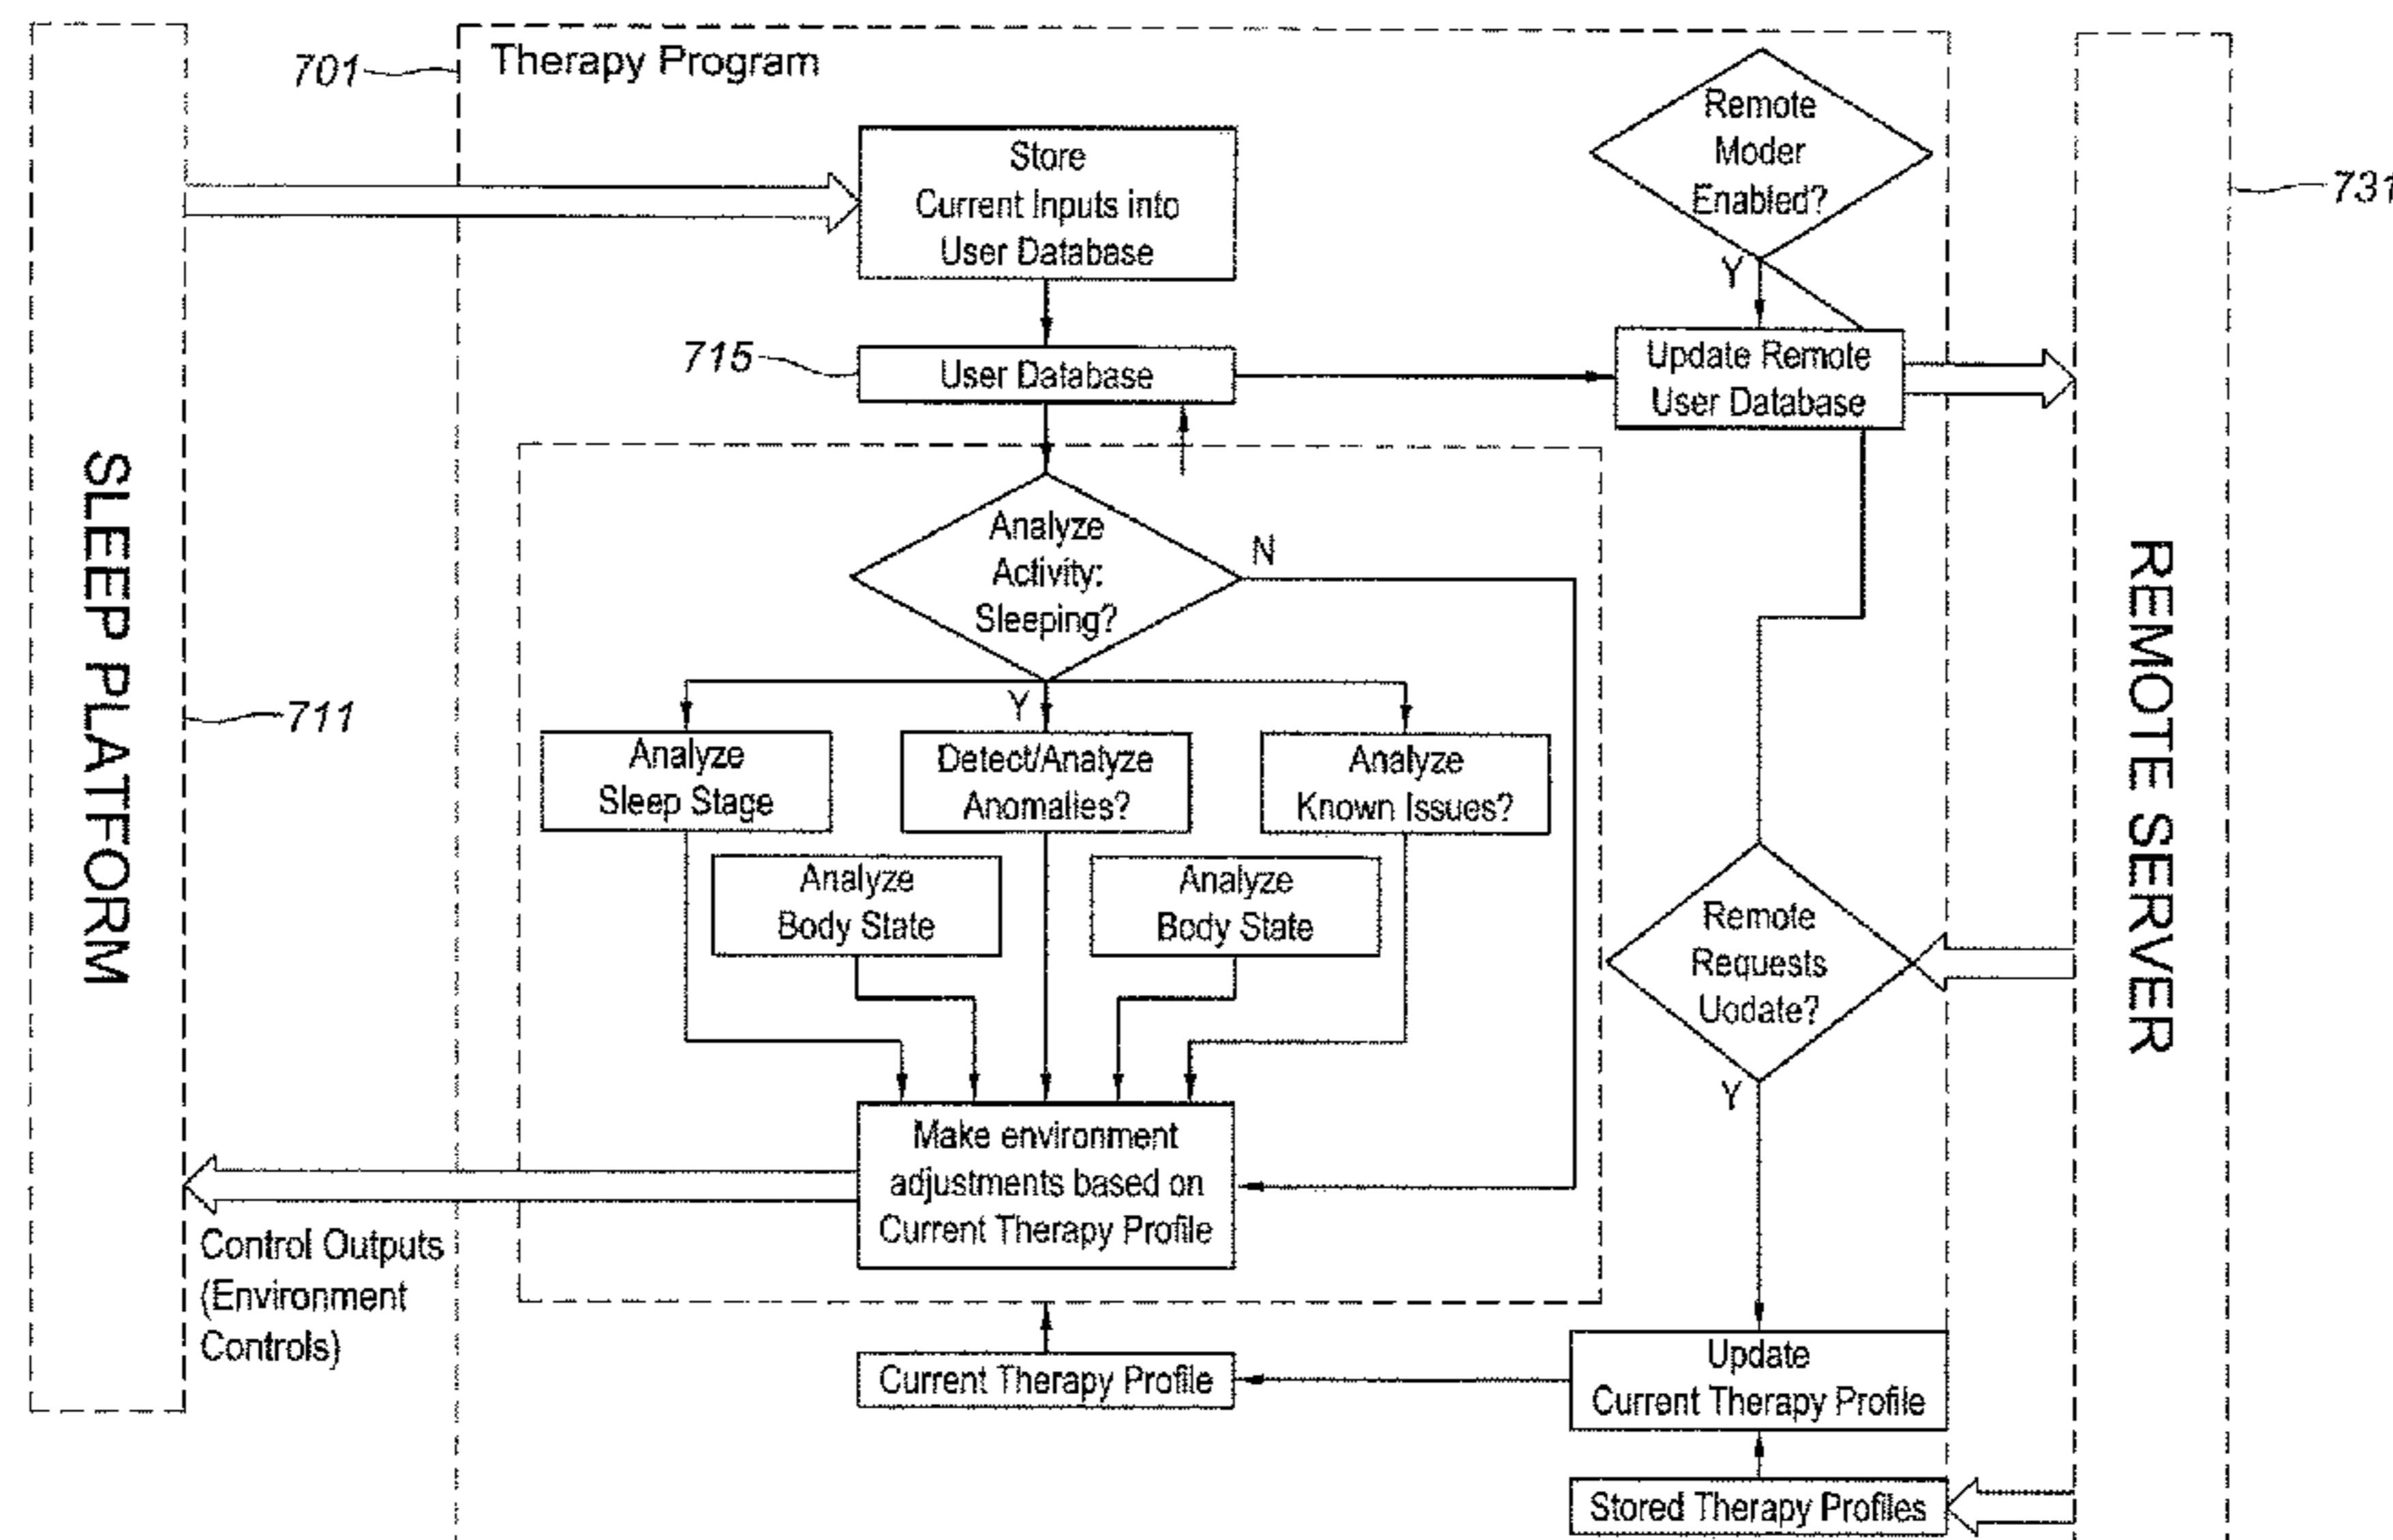 701
Therapy Program
Remote
Moder
Enabled?
731
Store
Current Inputs into
User Database
Y
715
User Database
Update Remote
User Database
SLEEP PLATFORM
711
REMOTE SERVER
Analyze
Activity:
Sleeping?
N
Y
Analyze
Sleep Stage
Detect/Analyze
Anomalies?
Analyze
Known Issues?
Analyze
Body State
Analyze
Body State
Remote
Requests
Uodate?
Y
Make environment
adjustments based on
Current Therapy Profile
Control Outputs
(Environment
Controls)
Current Therapy Profile
Update
Current Therapy Profile
Stored Therapy Profiles